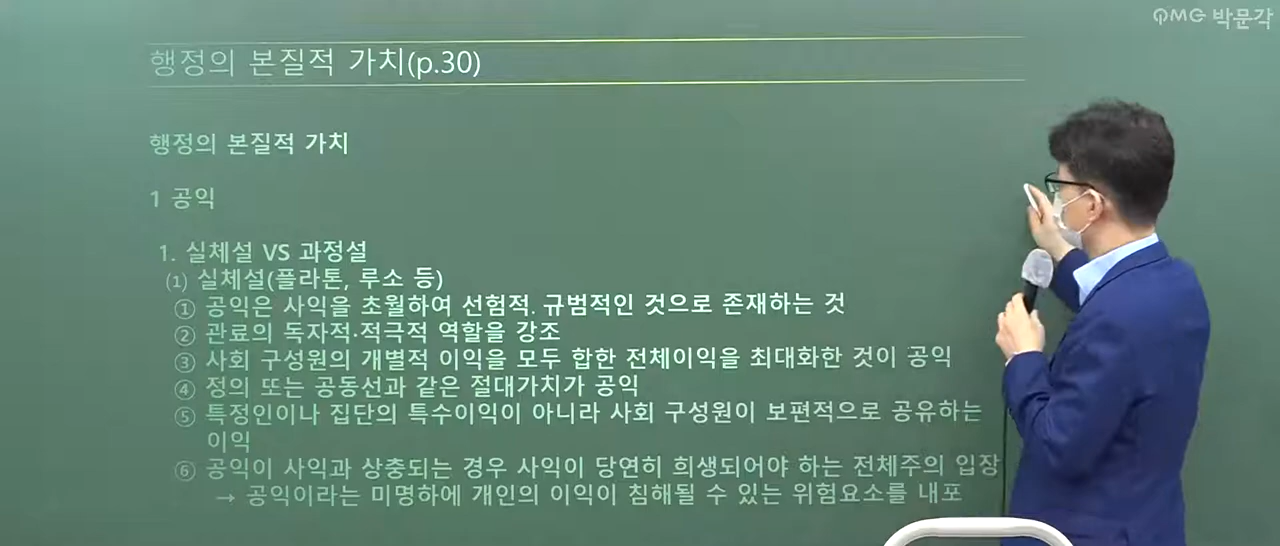 PMG 박문각
행정의 본질적 가치(p.30)
행정의 본질적 가치
1 공익
1. 실체설 VS 과정설
(1) 실체설(플라톤, 루소 등)
① 공익은 사익을 초월하여 선험적. 규범적인 것으로 존재하는 것
② 관료의 독자적·적극적 역할을 강조
③ 사회 구성원의 개별적 이익을 모두 합한 전체이익을 최대화한 것이 공익
④ 정의 또는 공동선과 같은 절대가치가 공익
⑤ 특정인이나 집단의 특수이익이 아니라 사회 구성원이 보편적으로 공유하는
이익
⑥ 공익이 사익과 상충되는 경우 사익이 당연히 희생되어야 하는 전체주의 입장
→ 공익이라는 미명하에 개인의 이익이 침해될 수 있는 위험요소를 내포